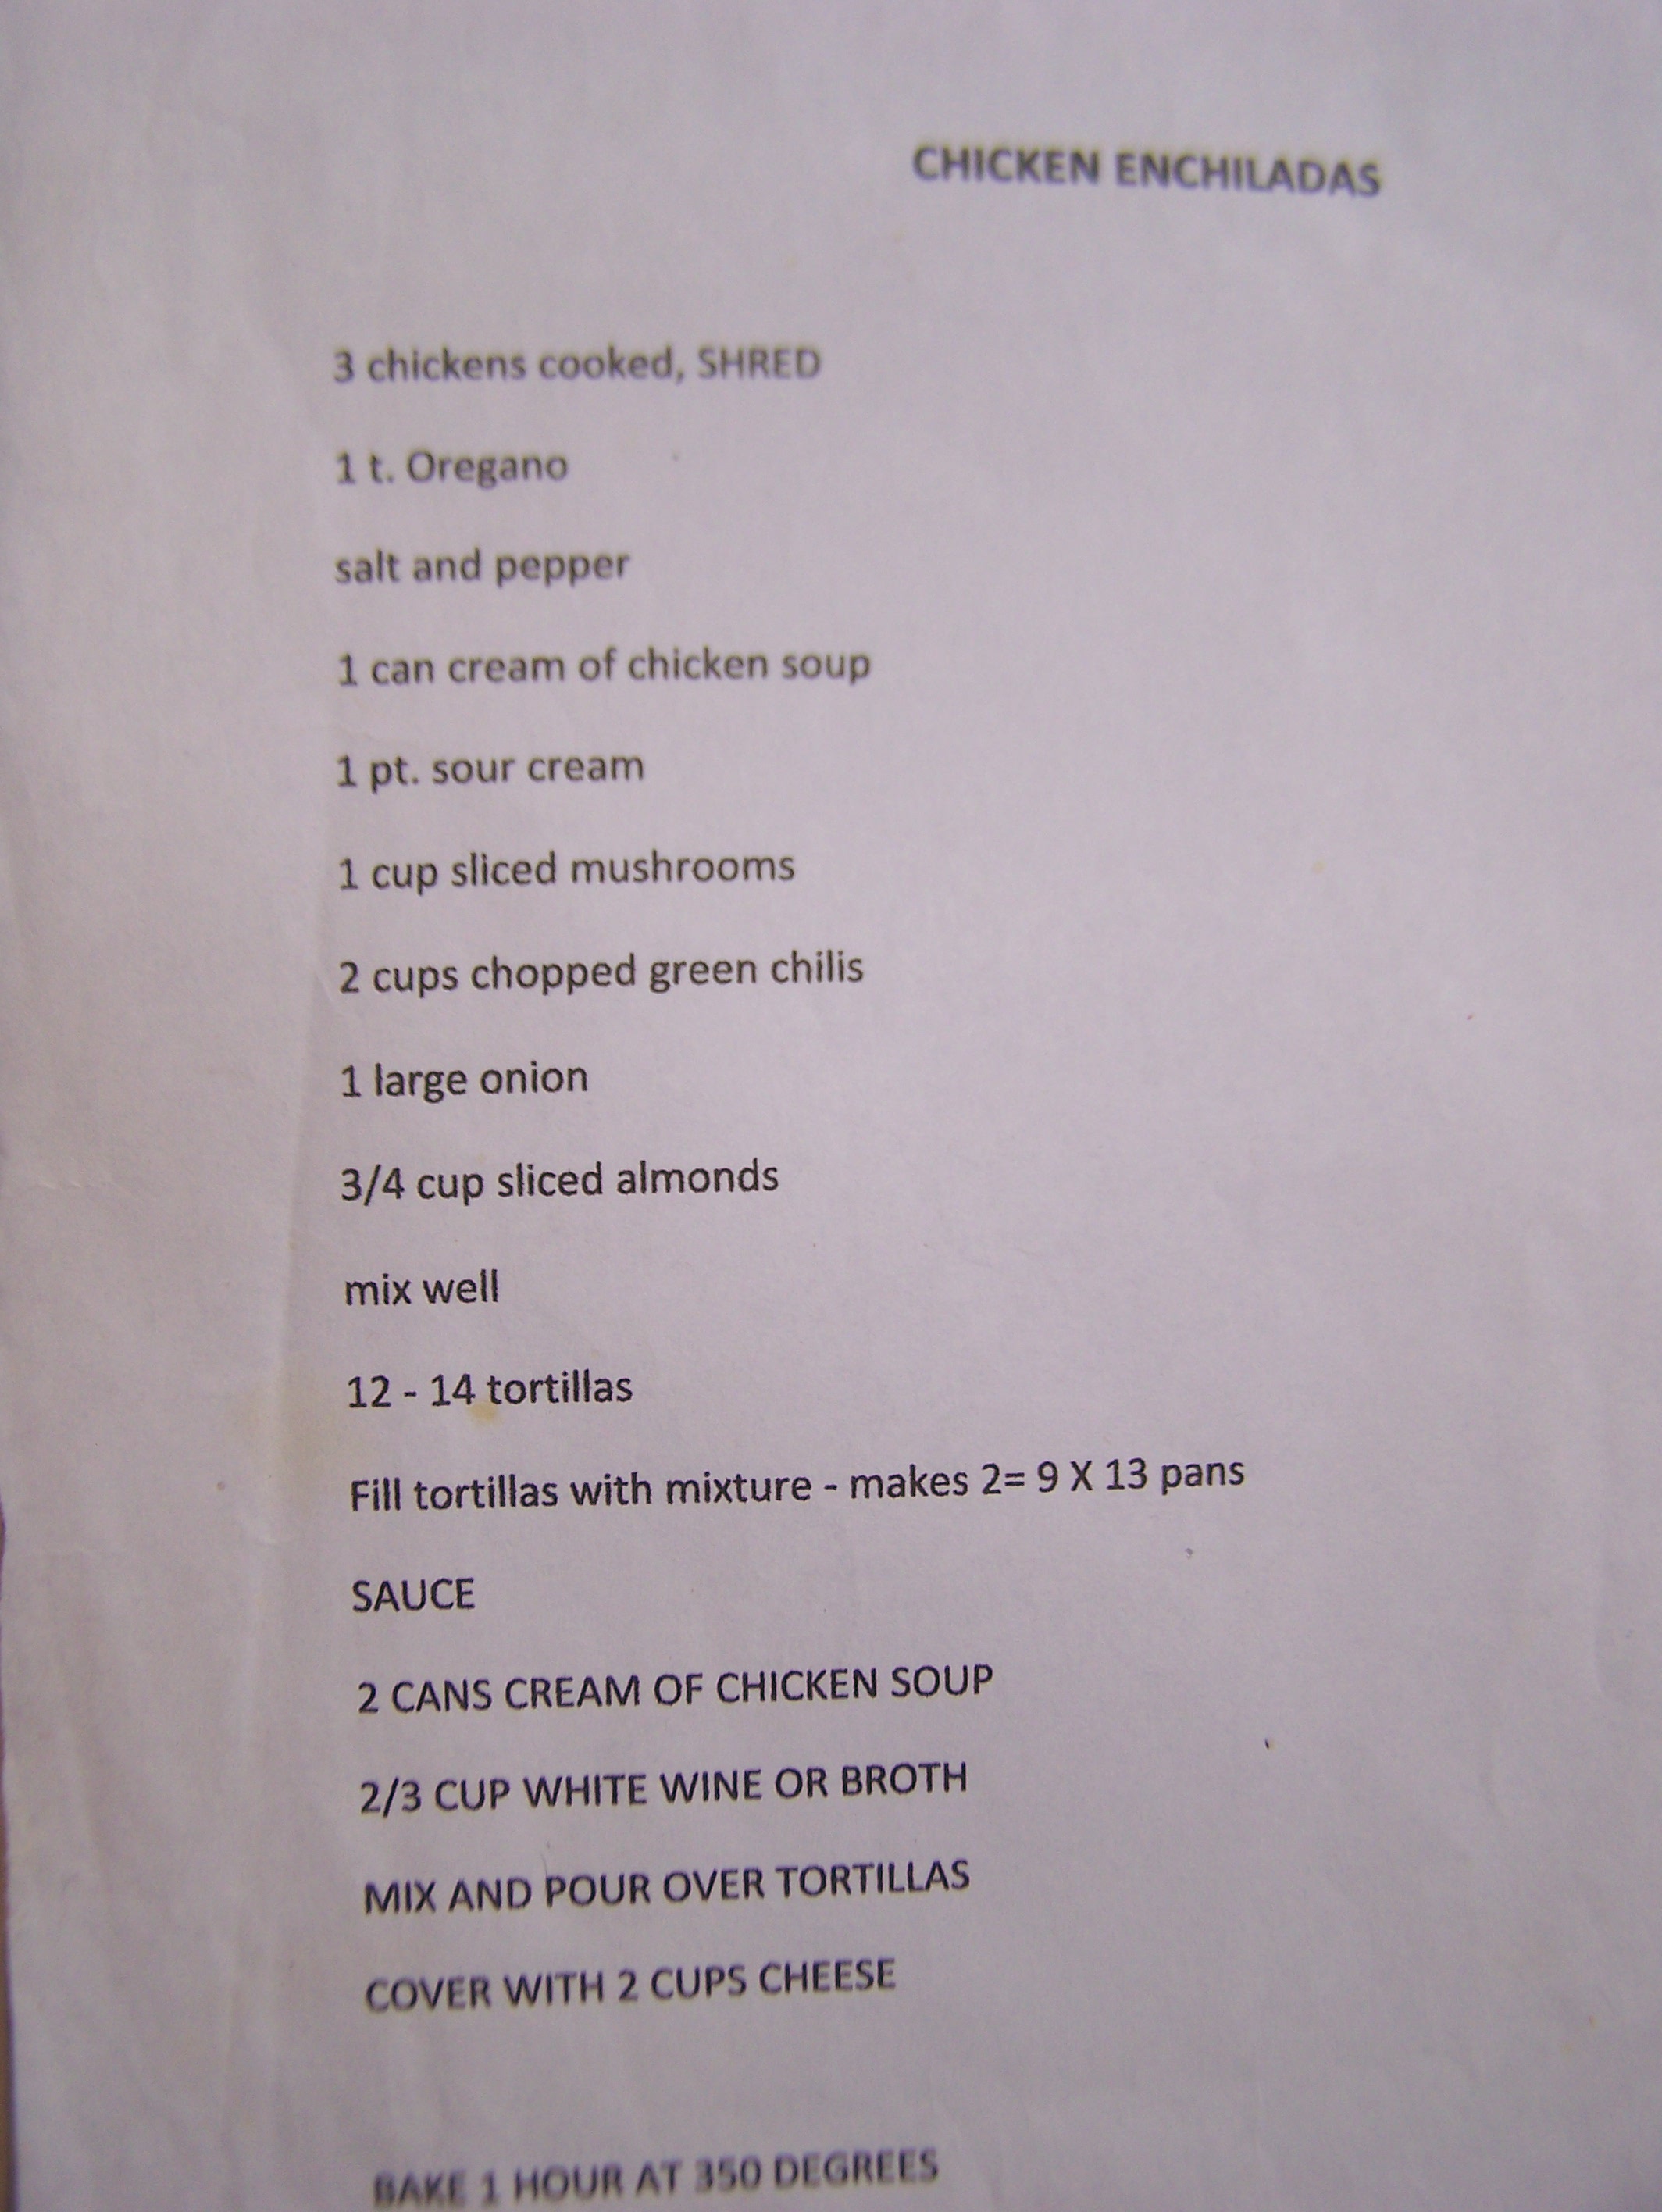 CHICKEN ENCHILADAS
3 chickens cooked, SHRED
1 t. Oregano
salt and pepper
1 can cream of chicken soup
1 pt. sour cream
1 cup sliced mushrooms
2 cups chopped green chilis
1 large onion
3/4 cup sliced almonds
mix well
12 - 14 tortillas
Fill tortillas with mixture - makes 2= 9 X 13 pans
SAUCE
2 CANS CREAM OF CHICKEN SOUP
2/3 CUP WHITE WINE OR BROTH
MIX AND POUR OVER TORTILLAS
COVER WITH 2 CUPS CHEESE
BAKE 1 HOUR AT 350 DEGREES